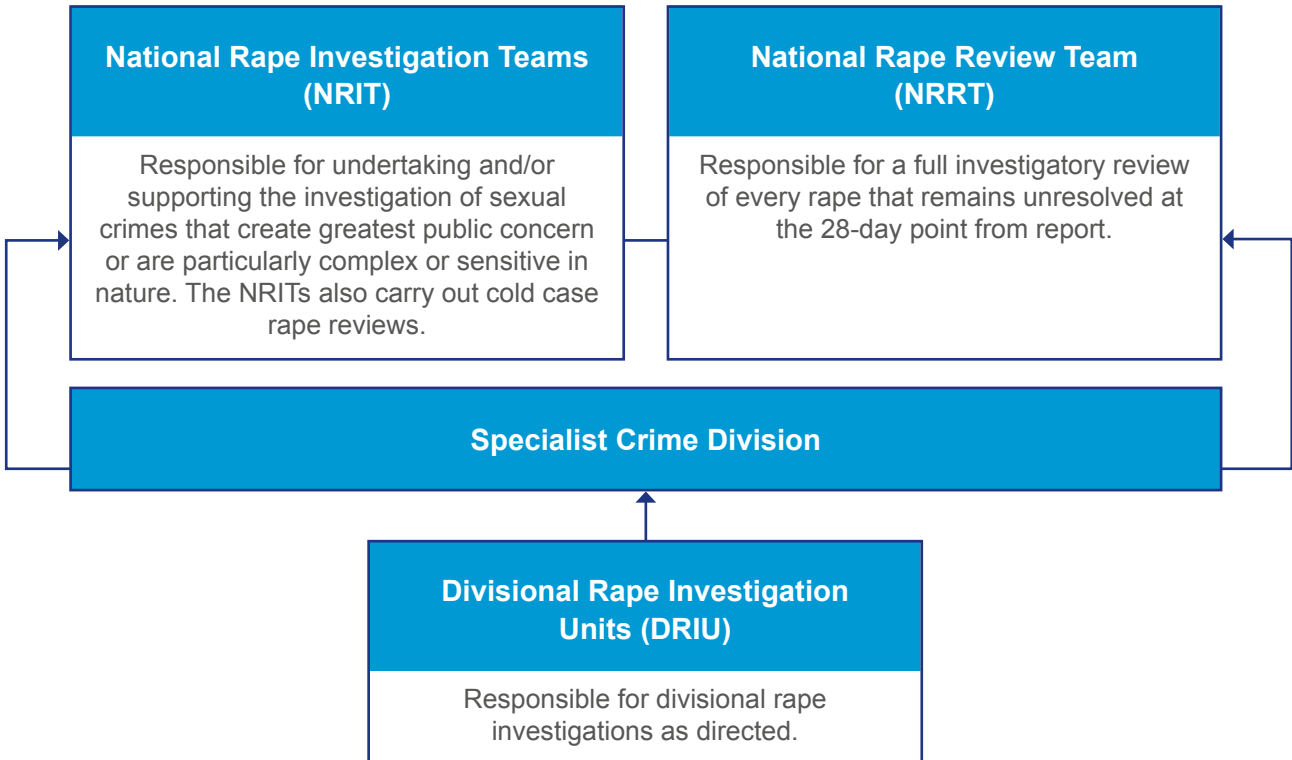 National Rape Investigation Teams
(NRIT)
Responsible for undertaking and/or
supporting the investigation of sexual
crimes that create greatest public concern
or are particularly complex or sensitive in
nature. The NRITs also carry out cold case
rape reviews.
National Rape Review Team
(NRRT)
Responsible for a full investigatory review
of every rape that remains unresolved at
the 28-day point from report.
Specialist Crime Division
Divisional Rape Investigation
Units (DRIU)
Responsible for divisional rape
investigations as directed.